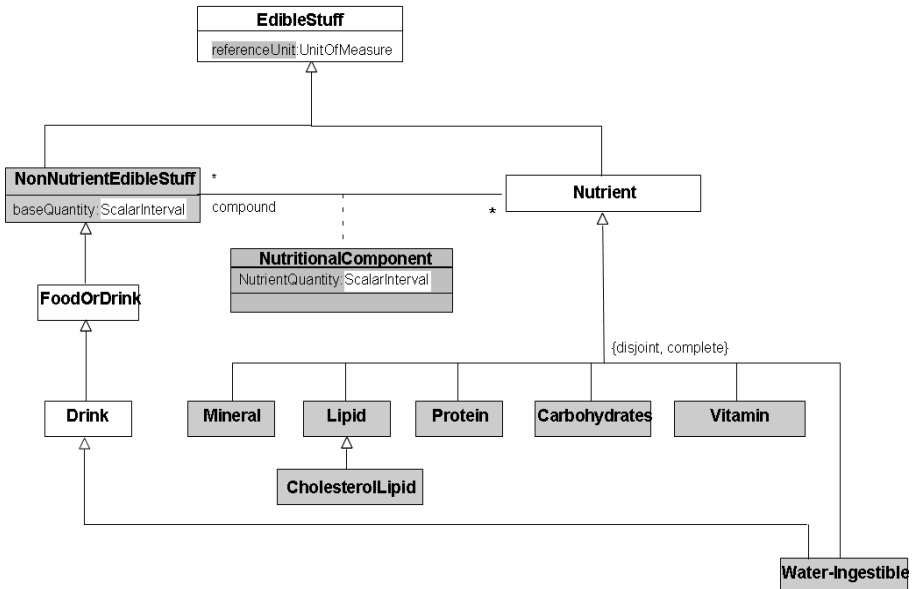 EdibleStuff
referenceUnit:UnitOfMeasure
NonNutrientEdibleStuff
baseQuantity:ScalarInterval
*
compound
*
Nutrient
NutritionalComponent
NutrientQuantity:ScalarInterval
FoodOrDrink
{disjoint, complete}
Drink
Mineral
Lipid
Protein
Carbohydrates
Vitamin
CholesterolLipid
Water-Ingestible